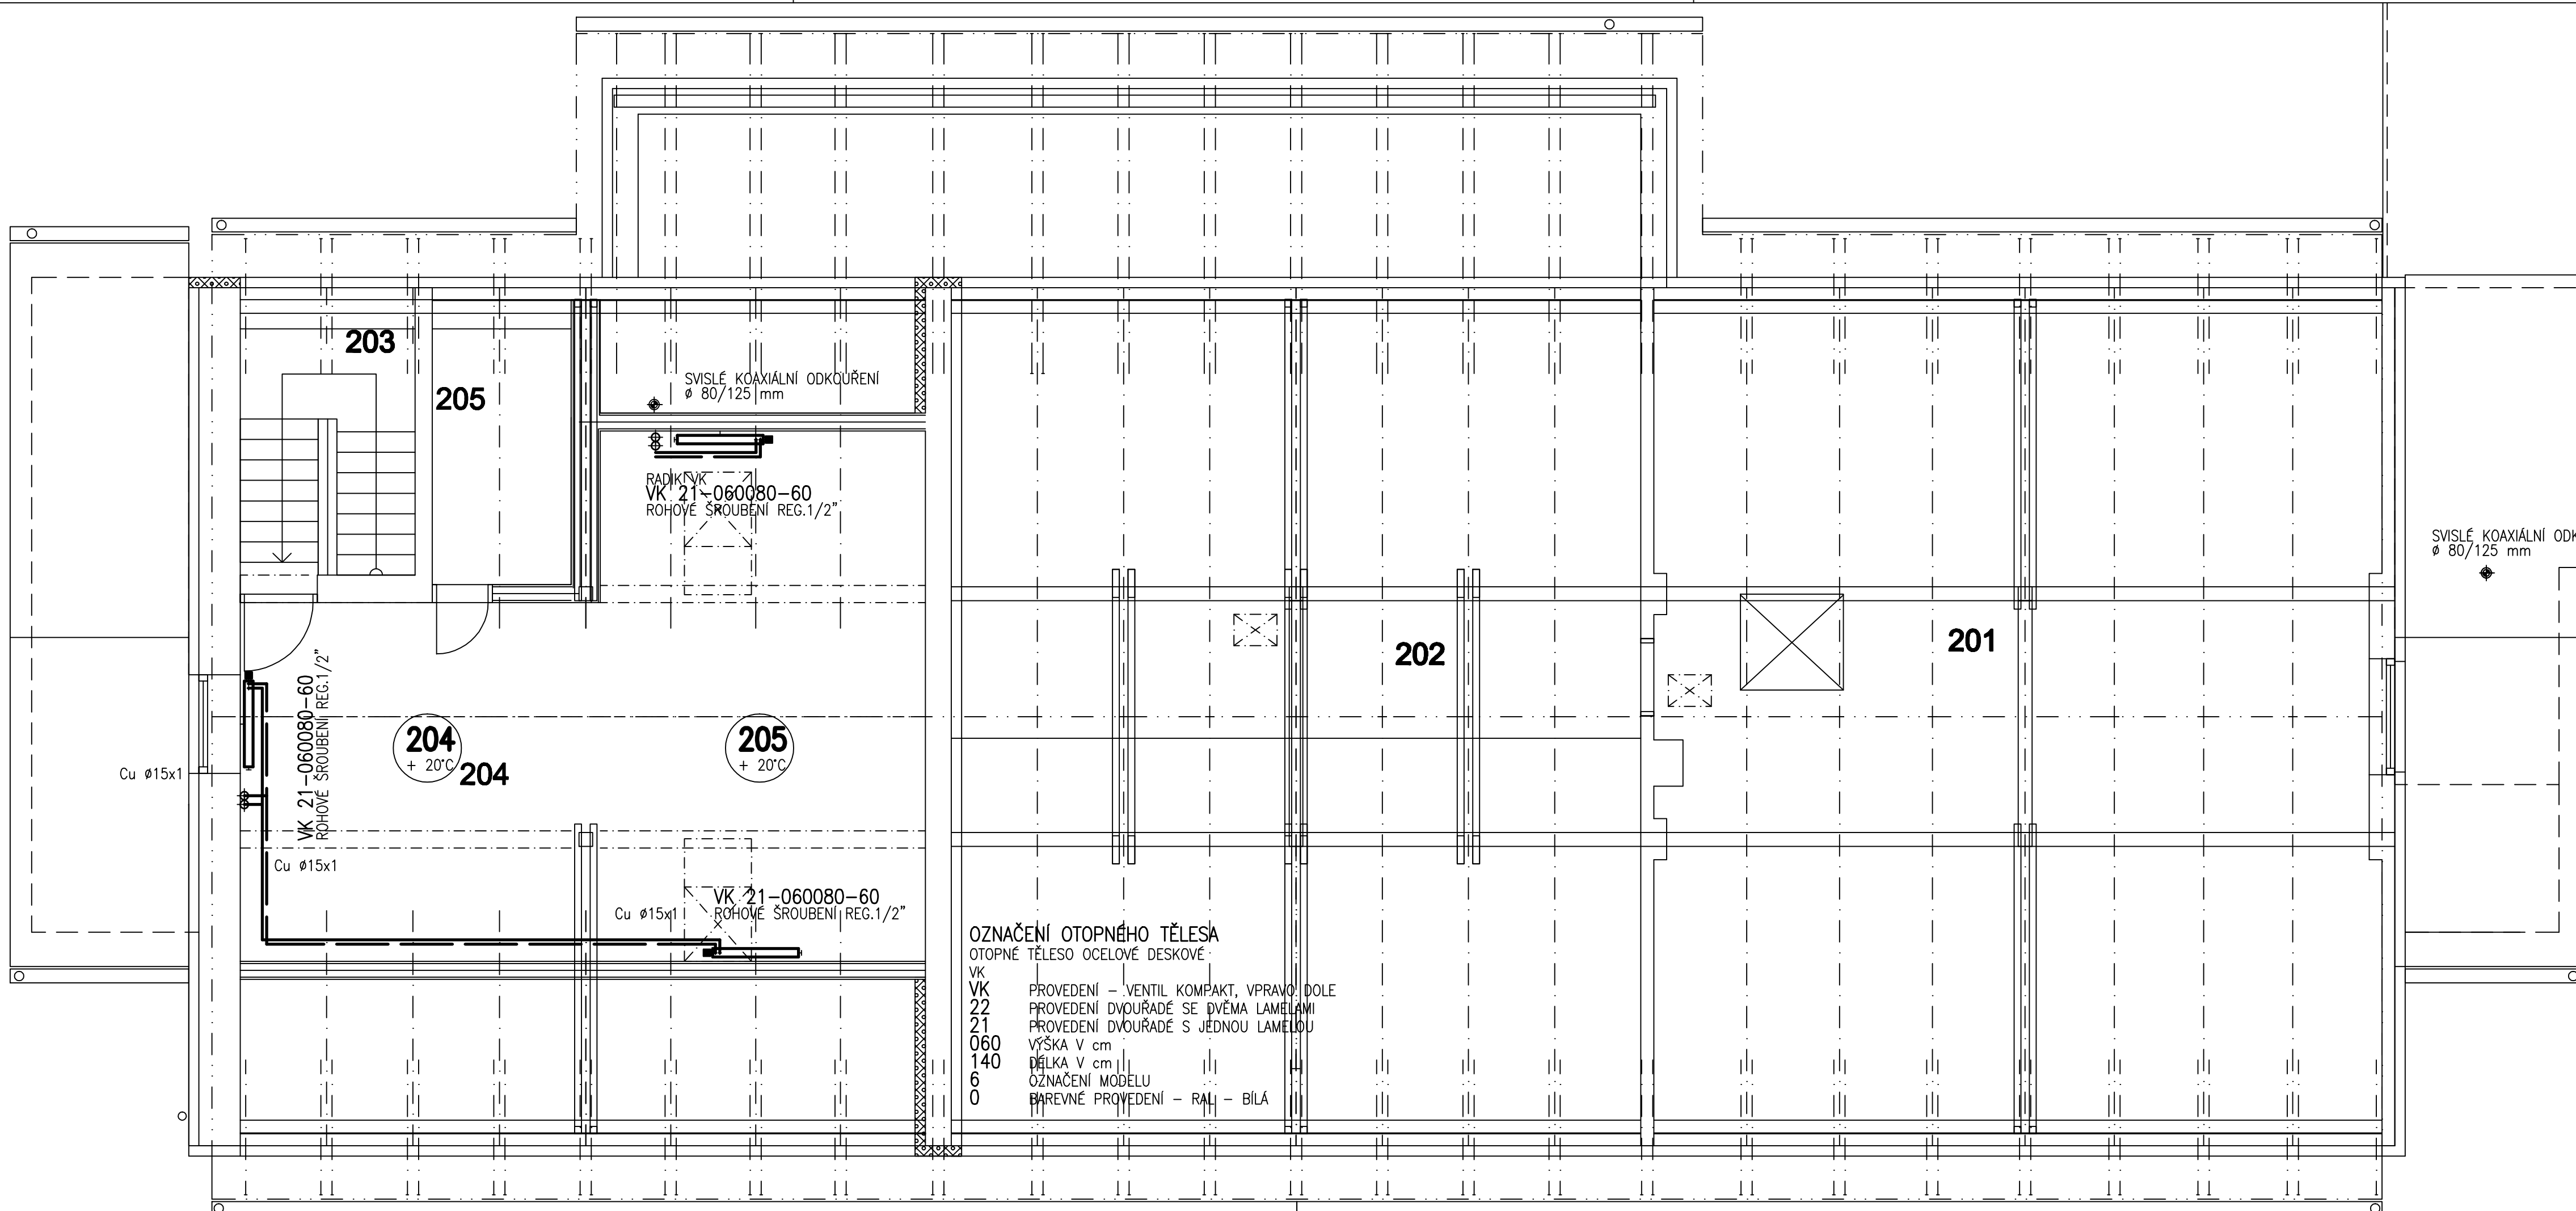 203
205
SVISLÉ KOAXIÁLNÍ ODKOUŘENÍ
ø 80/125 mm
RADIK VK
VK 21-060080-60
ROHOVÉ ŠROUBENÍ REG.1/2"
SVISLÉ KOAXIÁLNÍ
ø 80/125 mm
202
201
VK 21-060080-60
ROHOVÉ ŠROUBENÍ REG.1/2"
204
+ 20°C
204
205
+ 20°C
Cu ø15x1
Cu ø15x1
Cu ø15x1
VK 21-060080-60
ROHOVÉ ŠROUBENÍ REG.1/2"
OZNAČENÍ OTOPNÉHO TĚLESA
OTOPNÉ TĚLESO OCELOVÉ DESKOVÉ
VK
VK PROVEDENÍ - VENTIL KOMPAKT, VPRAVO DOLE
22 PROVEDENÍ DVOUŘADÉ SE DVĚMA LAMELAMI
21 PROVEDENÍ DVOUŘADÉ S JEDNOU LAMELOU
060 VÝŠKA V cm
140 DÉLKA V cm
6 OZNAČENÍ MODELU
0 BAREVNÉ PROVEDENÍ - RAL - BÍLÁ